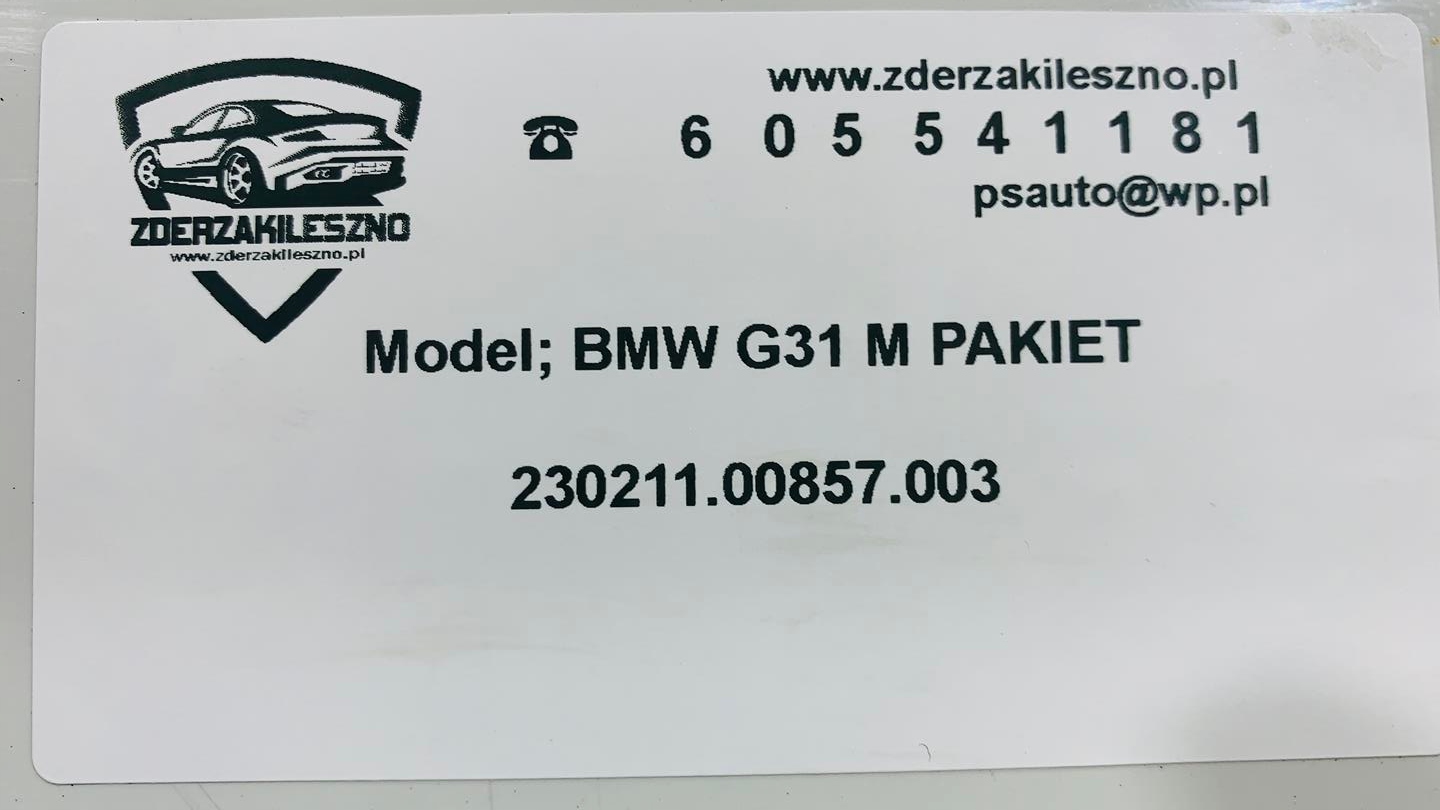 ZDERZAKILESZNO
www.zderzakileszno.pl
www.zderzakileszno.pl
☎ 6 0 5 5 4 1 1 8 1
psauto@wp.pl
Model; BMW G31 M PAKIET
230211.00857.003